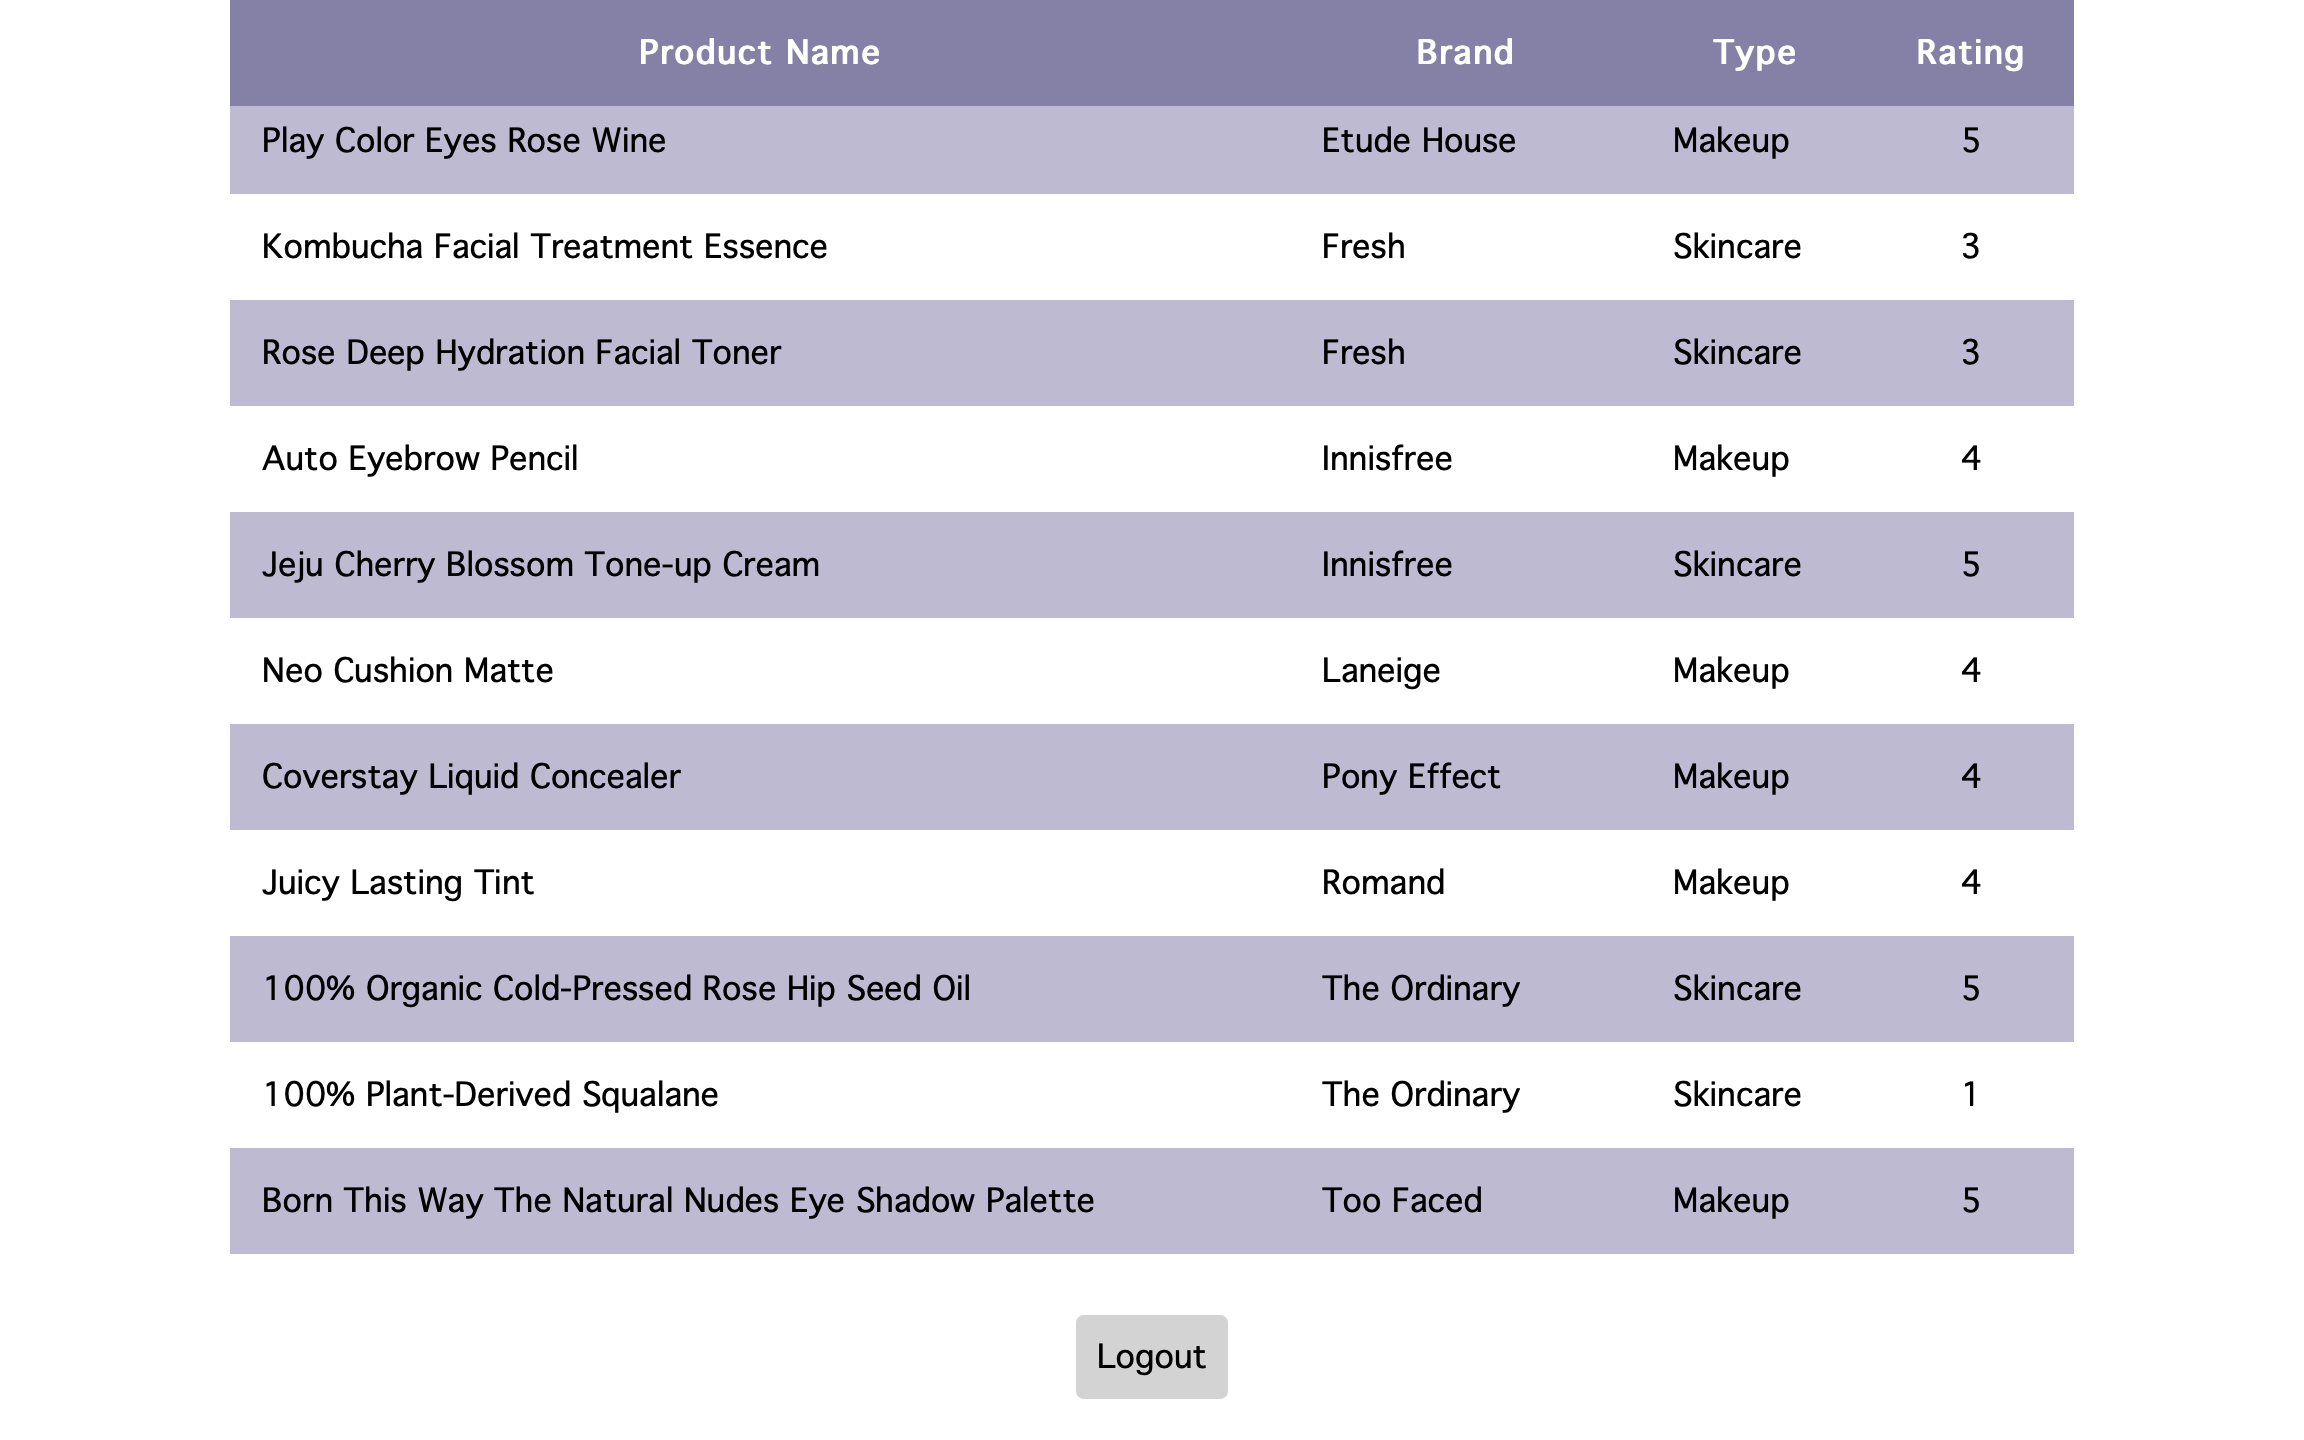 Product Name Brand Type Rating
Play Color Eyes Rose Wine Etude House Makeup 5
Kombucha Facial Treatment Essence Fresh Skincare 3
Rose Deep Hydration Facial Toner Fresh Skincare 3
Auto Eyebrow Pencil Innisfree Makeup 4
Jeju Cherry Blossom Tone-up Cream Innisfree Skincare 5
Neo Cushion Matte Laneige Makeup 4
Coverstay Liquid Concealer Pony Effect Makeup 4
Juicy Lasting Tint Romand Makeup 4
100% Organic Cold-Pressed Rose Hip Seed Oil The Ordinary Skincare 5
100% Plant-Derived Squalane The Ordinary Skincare 1
Born This Way The Natural Nudes Eye Shadow Palette Too Faced Makeup 5
Logout